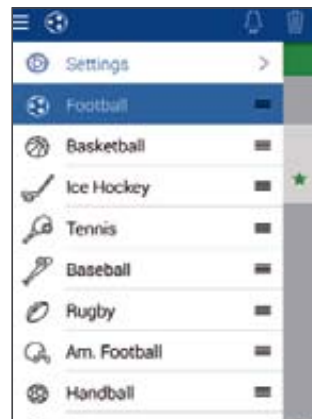 Settings
Football
Basketball
Ice Hockey
Tennis
Baseball
Rugby
Am. Football
Handball